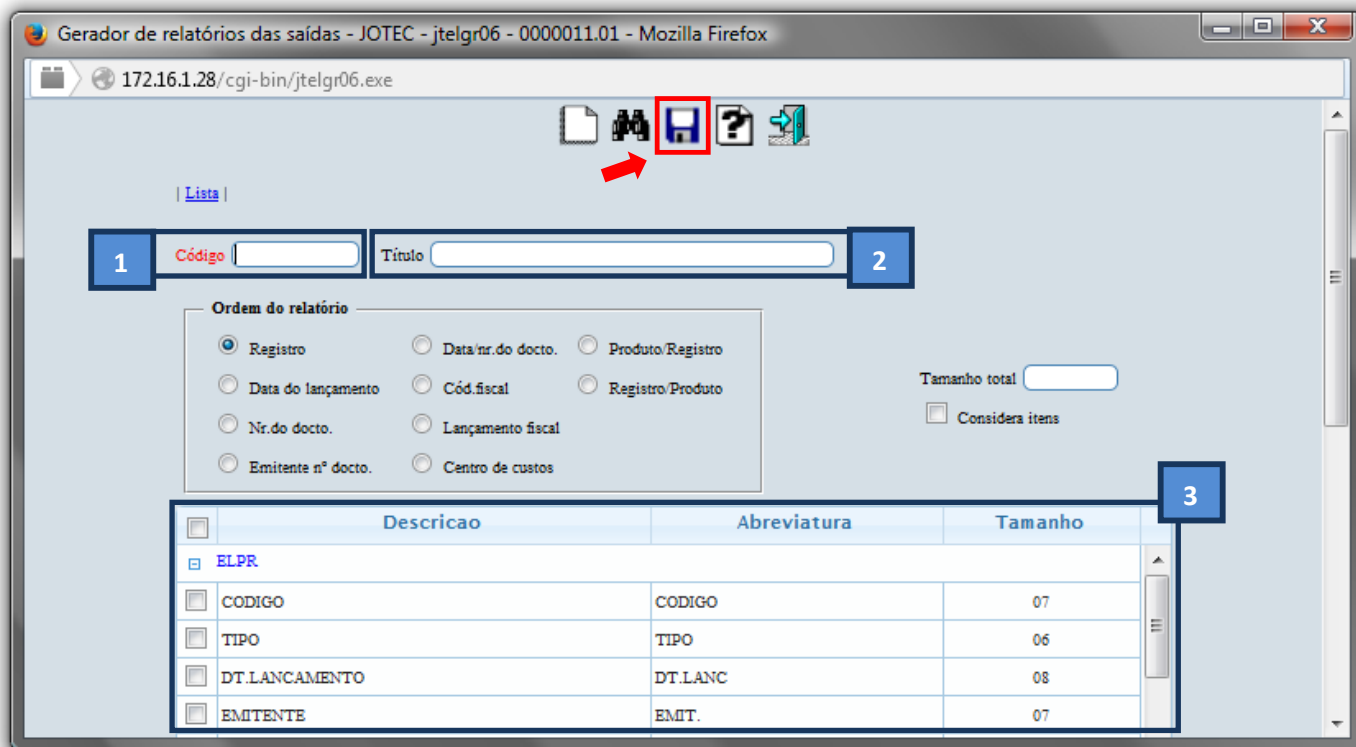 Gerador de relatórios das saídas - JOTEC - jtelgr06 - 0000011.01 - Mozilla Firefox
172.16.1.28/cgi-bin/jtelgr06.exe
| Lista |
1 Código Título 2
Ordem do relatório
Registro Data/nr.do docto. Produto/Registro
Data do lançamento Cód.fiscal Registro/Produto Tamanho total
Nr.do docto. Lançamento fiscal Considera itens
Emitente nº docto. Centro de custos
3
Descricao Abreviatura Tamanho
ELPR
CODIGO CODIGO 07
TIPO TIPO 06
DT.LANCAMENTO DT.LANC 08
EMITENTE EMIT. 07